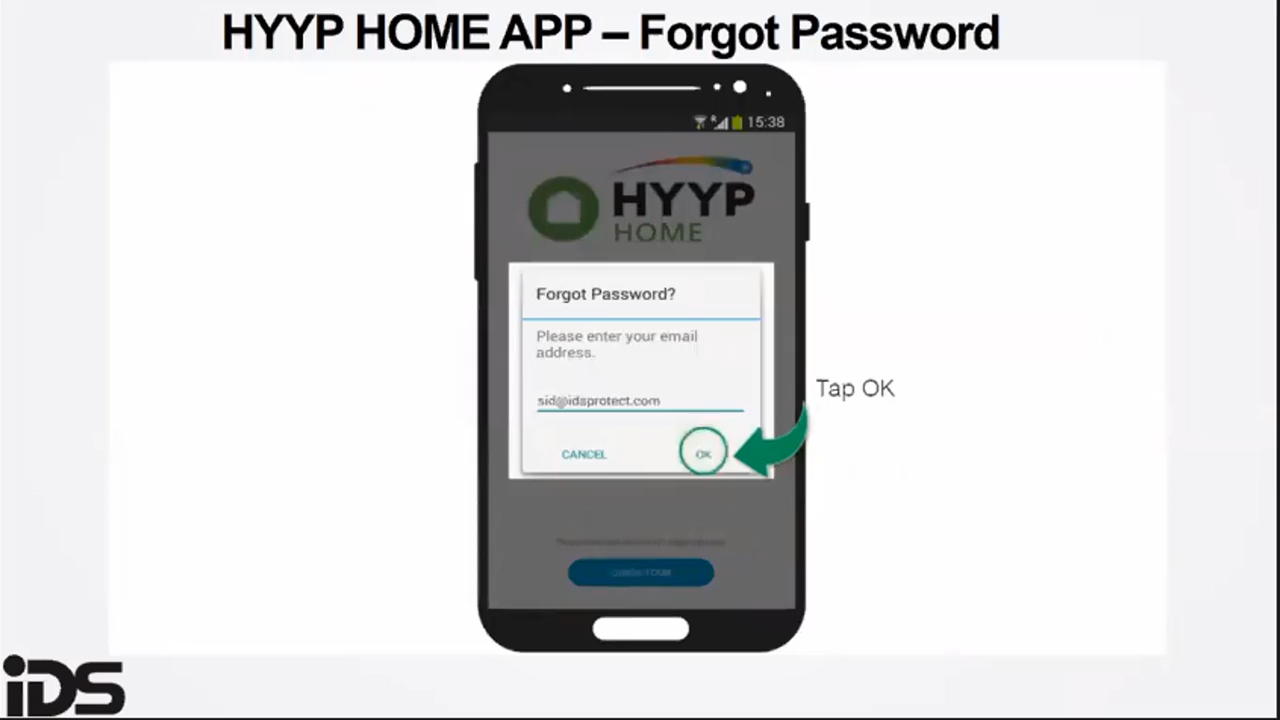 HYYP HOME APP – Forgot Password
15:38
HYYP
HOME
Forgot Password?
Please enter your email
address.
sid@idsprotect.com
Tap OK
CANCEL
OK
iDS